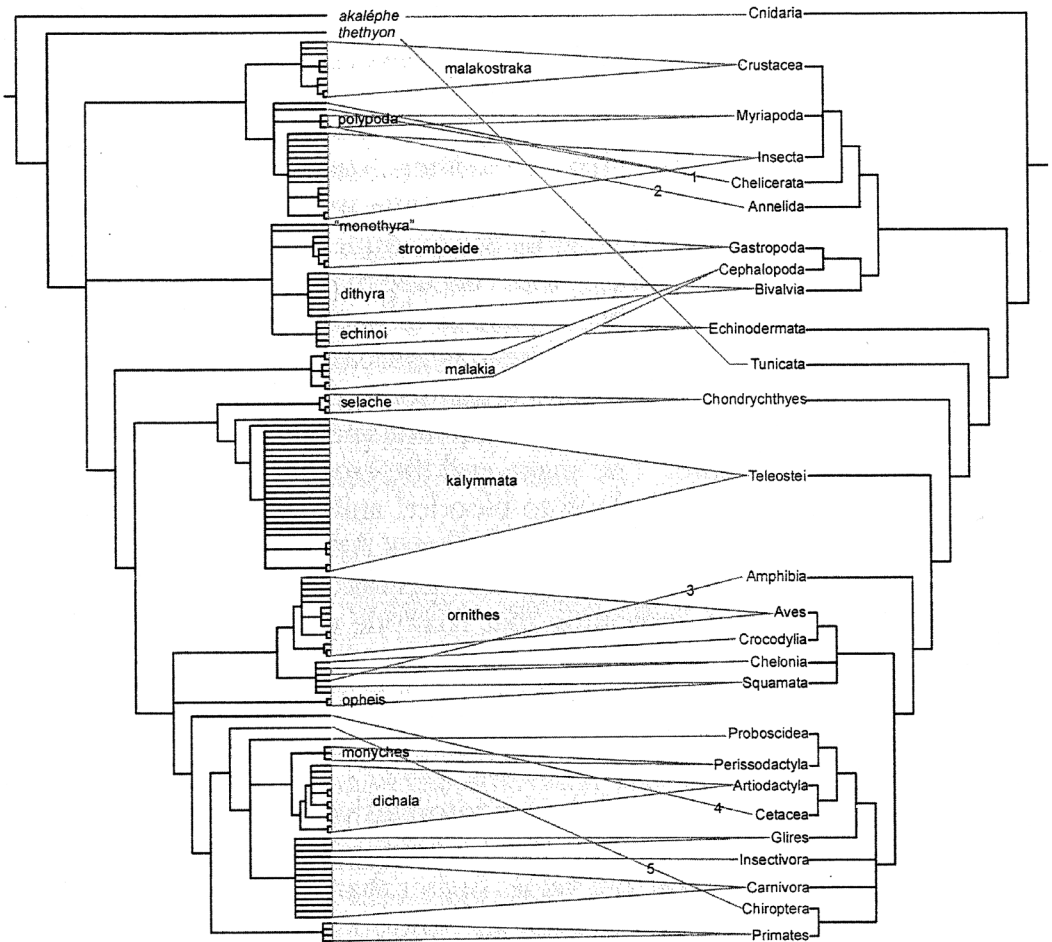 akaléphe
Cnidaria
thethyon
malakostraka
Crustacea
polypoda
Myriapoda
Insecta
1
Chelicerata
2
Annelida
"monothyra"
stromboeide
Gastropoda
Cephalopoda
dithyra
Bivalvia
echinoi
Echinodermata
malakia
Tunicata
selache
Chondrychthyes
kalymmata
Teleostei
Amphibia
3
ornithes
Aves
Crocodylia
Chelonia
opheis
Squamata
Proboscidea
monyches
Perissodactyla
dichala
Artiodactyla
4
Cetacea
Glires
Insectivora
5
Carnivora
Chiroptera
Primates